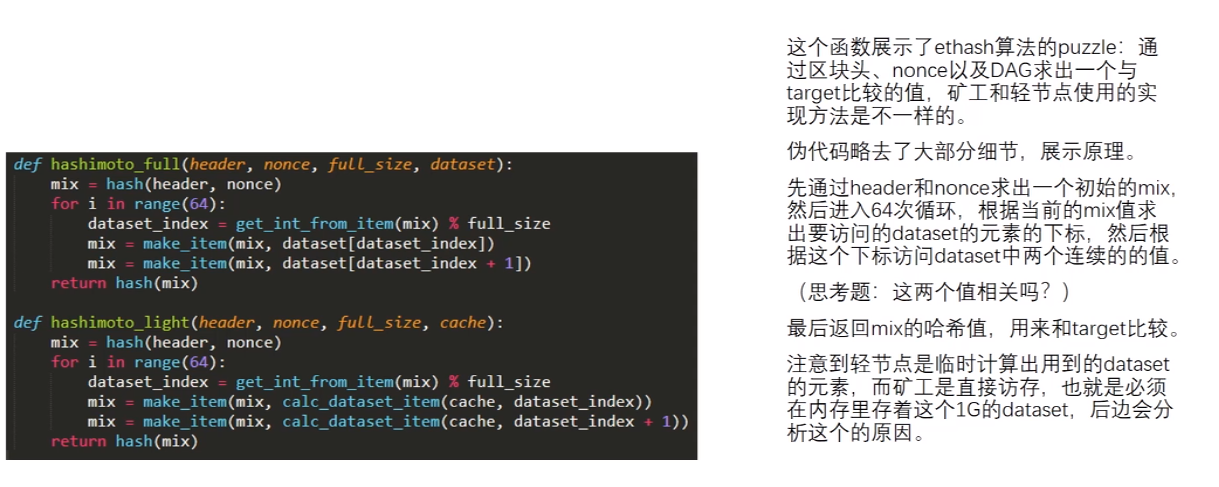 def hashimoto_full(header, nonce, full_size, dataset):
    mix = hash(header, nonce)
    for i in range(64):
        dataset_index = get_int_from_item(mix) % full_size
        mix = make_item(mix, dataset[dataset_index])
        mix = make_item(mix, dataset[dataset_index + 1])
    return hash(mix)
def hashimoto_light(header, nonce, full_size, cache):
    mix = hash(header, nonce)
    for i in range(64):
        dataset_index = get_int_from_item(mix) % full_size
        mix = make_item(mix, calc_dataset_item(cache, dataset_index))
        mix = make_item(mix, calc_dataset_item(cache, dataset_index + 1))
    return hash(mix)
这个函数展示了ethash算法的puzzle：通
过区块头、nonce以及DAG求出一个与
target比较的值，矿工和轻节点使用的实
现方法是不一样的。
伪代码略去了大部分细节，展示原理。
先通过header和nonce求出一个初始的mix,
然后进入64次循环，根据当前的mix值求
出要访问的dataset的元素的下标，然后根
据这个下标访问dataset中两个连续的的值。
（思考题：这两个值相关吗？）
最后返回mix的哈希值，用来和target比较。
注意到轻节点是临时计算出用到的dataset
的元素，而矿工是直接访存，也就是必须
在内存里存着这个1G的dataset，后边会分
析这个的原因。